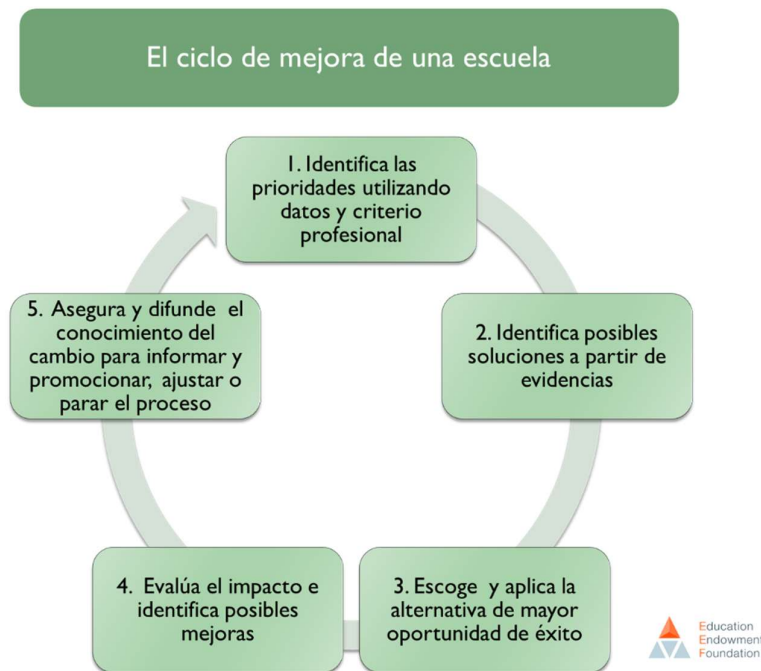 El ciclo de mejora de una escuela
1. Identifica las
prioridades utilizando
datos y criterio
profesional
2. Identifica posibles
soluciones a partir de
evidencias
3. Escoge y aplica la
alternativa de mayor
oportunidad de éxito
4. Evalúa el impacto e
identifica posibles
mejoras
5. Asegura y difunde el
conocimiento del
cambio para informar y
promocionar, ajustar o
parar el proceso
Education
Endowment
Foundation